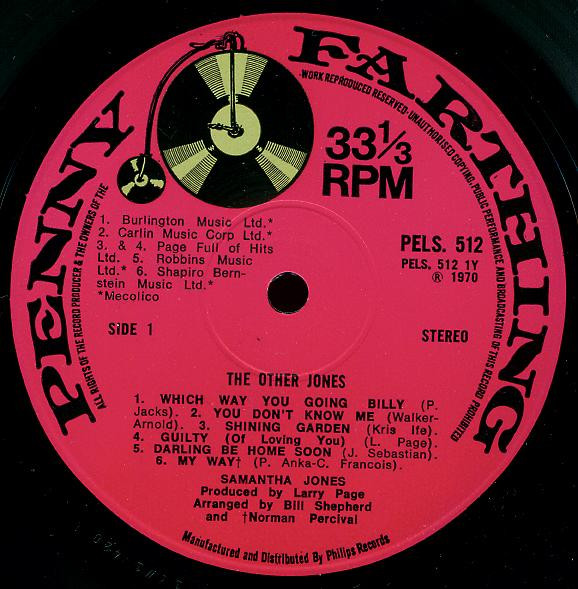 PENNY FARTHING
ALL RIGHTS OF THE RECORD PRODUCER & THE OWNERS OF THE
·WORK REPRODUCED RESERVED·UNAUTHORISED COPYING, PUBLIC PERFORMANCE AND BROADCASTING OF THIS RECORD PROHIBITED
33 1/3
RPM
1. Burlington Music Ltd.*
2. Carlin Music Corp Ltd.*
3. & 4. Page Full of Hits
Ltd. 5. Robbins Music
Ltd.* 6. Shapiro Bern-
stein Music Ltd.*
*Mecolico
PELS. 512
PELS. 512 1Y
℗ 1970
SiDE 1
STEREO
THE OTHER JONES
1. WHICH WAY YOU GOING BILLY (P.
Jacks). 2. YOU DON'T KNOW ME (Walker-
Arnold). 3. SHINING GARDEN (Kris Ife).
4. GUILTY (Of Loving You) (L. Page).
5. DARLING BE HOME SOON (J. Sebastian).
6. MY WAY† (P. Anka-C. Francois).
SAMANTHA JONES
Produced by Larry Page
Arranged by Bill Shepherd
and †Norman Percival
Manufactured and Distributed By Philips Records